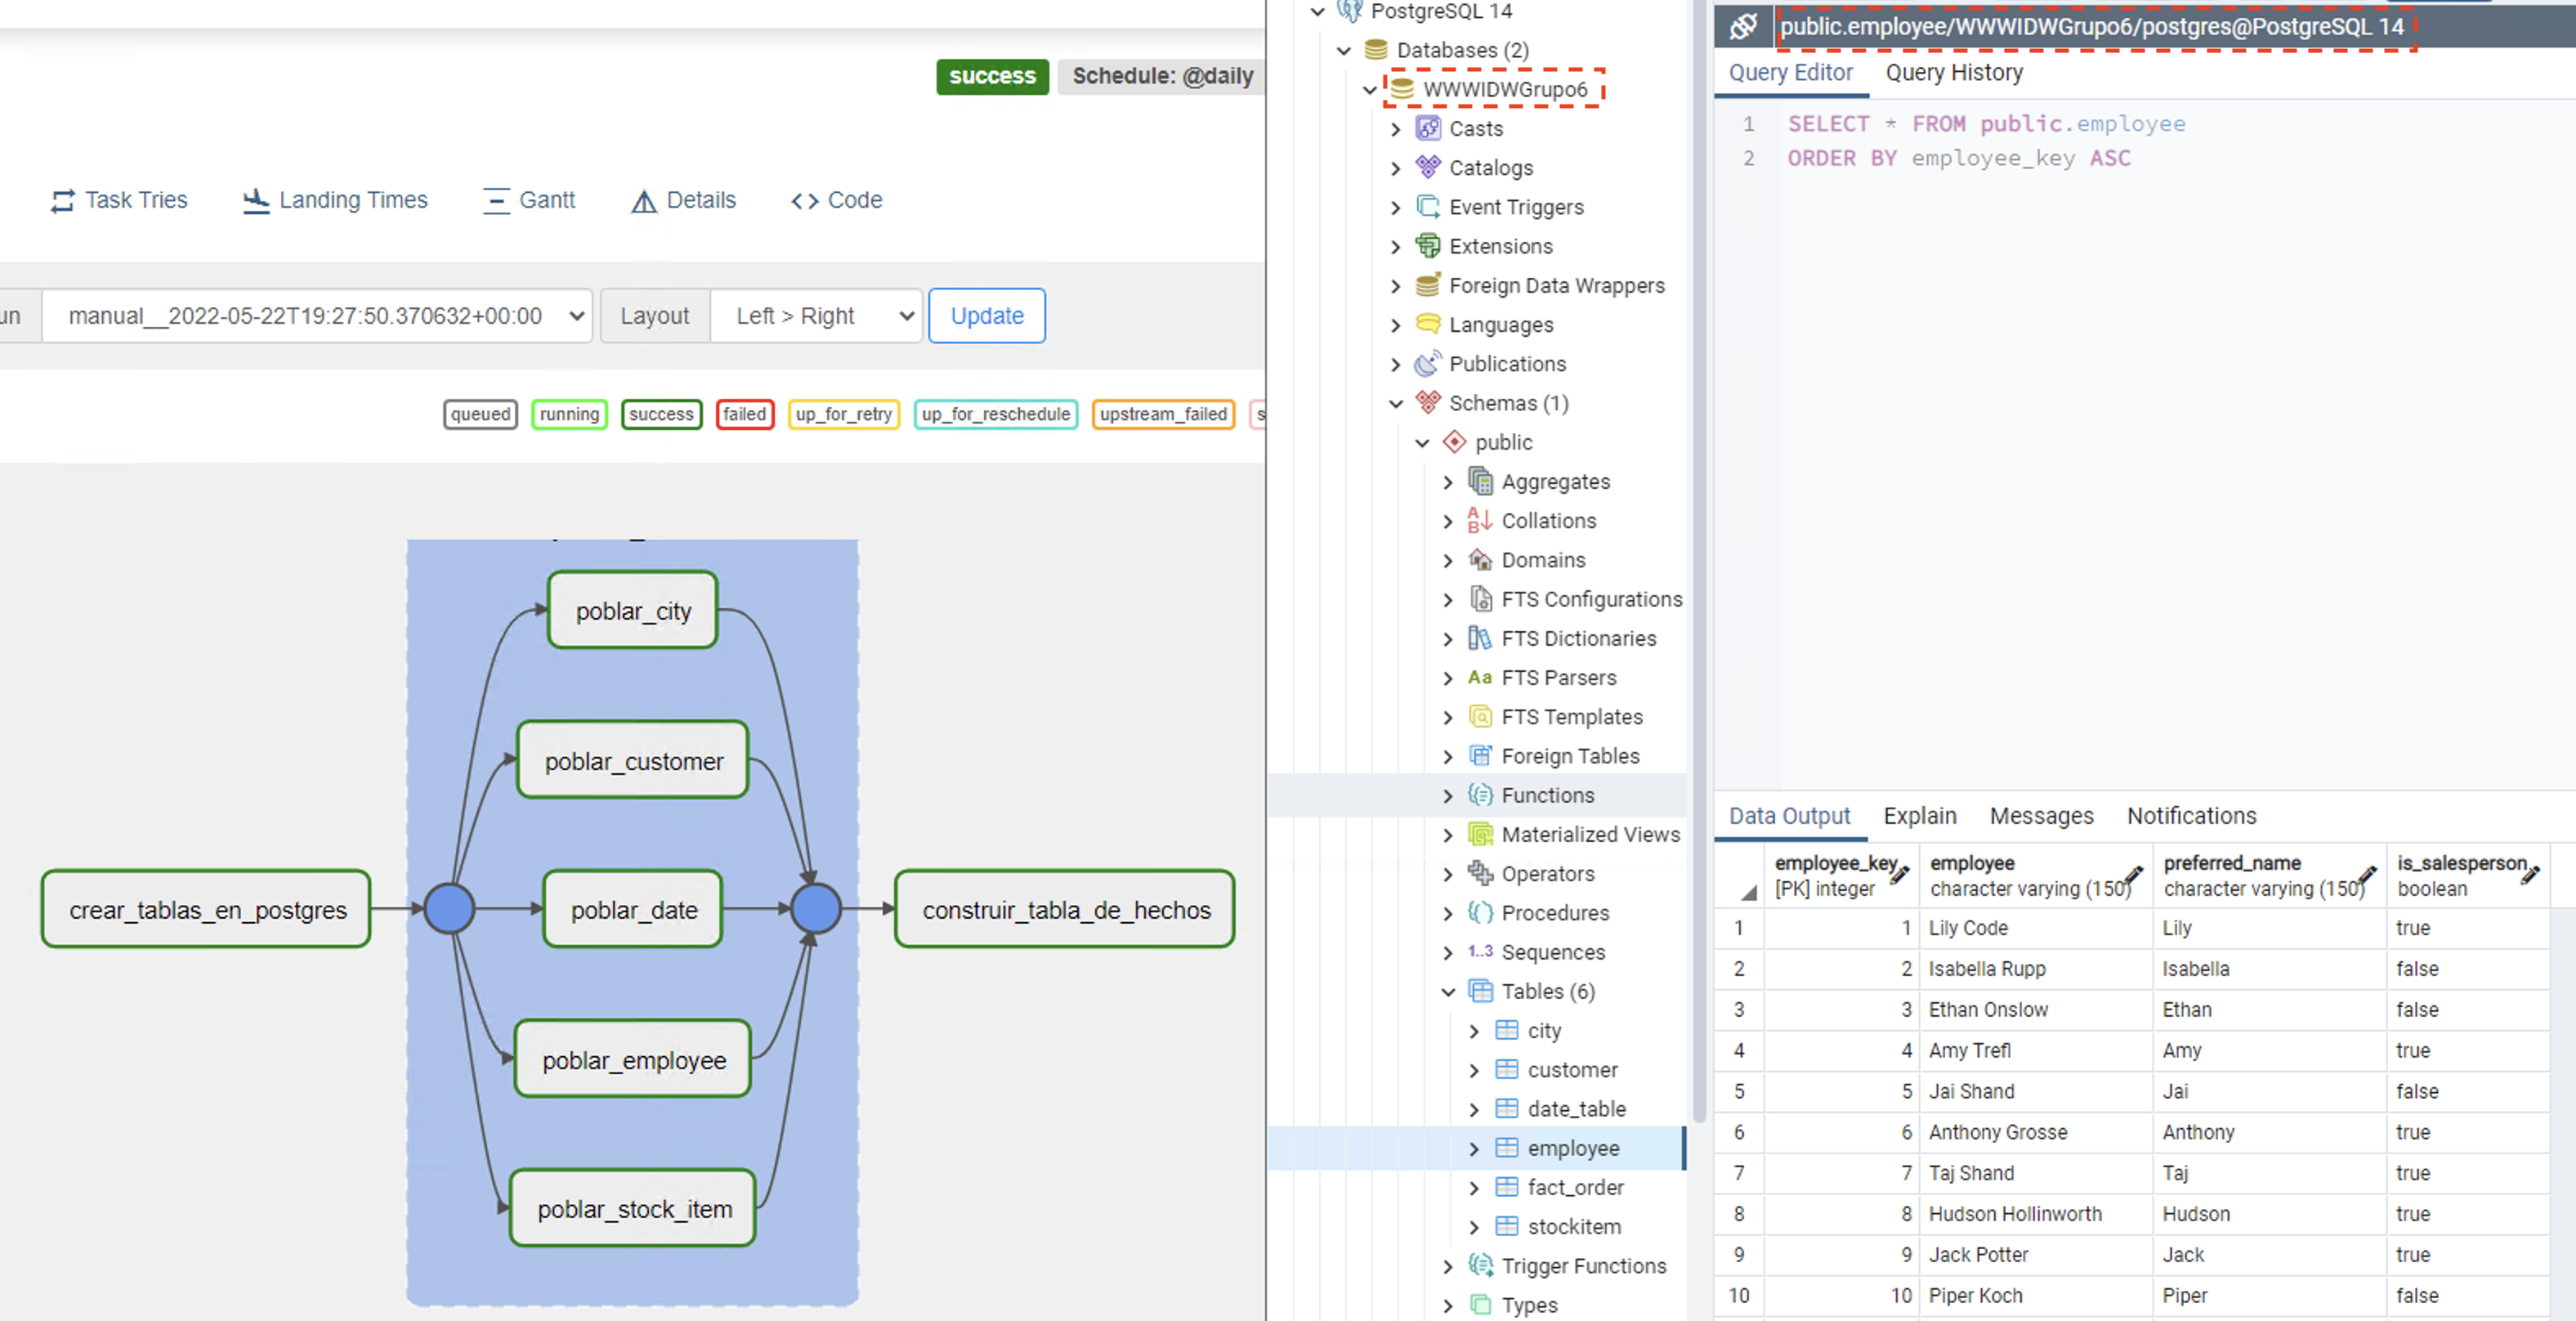 success
Schedule: @daily
Task Tries
Landing Times
Gantt
Details
Code
un
manual__2022-05-22T19:27:50.370632+00:00
Layout
Left > Right
Update
queued
running
success
failed
up_for_retry
up_for_reschedule
upstream_failed
s
poblar_city
poblar_customer
crear_tablas_en_postgres
poblar_date
construir_tabla_de_hechos
poblar_employee
poblar_stock_item
PostgreSQL 14
Databases (2)
WWWIDWGrupo6
Casts
Catalogs
Event Triggers
Extensions
Foreign Data Wrappers
Languages
Publications
Schemas (1)
public
Aggregates
Collations
Domains
FTS Configurations
FTS Dictionaries
Aa FTS Parsers
FTS Templates
Foreign Tables
Functions
Materialized Views
Operators
Procedures
1..3 Sequences
Tables (6)
city
customer
date_table
employee
fact_order
stockitem
Trigger Functions
Types
public.employee/WWWIDWGrupo6/postgres@PostgreSQL 14
Query Editor Query History
1 SELECT * FROM public.employee
2 ORDER BY employee_key ASC
Data Output Explain Messages Notifications
employee_key employee preferred_name is_salesperson
[PK] integer character varying (150) character varying (150) boolean
1 1 Lily Code Lily true
2 2 Isabella Rupp Isabella false
3 3 Ethan Onslow Ethan false
4 4 Amy Trefl Amy true
5 5 Jai Shand Jai false
6 6 Anthony Grosse Anthony true
7 7 Taj Shand Taj true
8 8 Hudson Hollinworth Hudson true
9 9 Jack Potter Jack true
10 10 Piper Koch Piper false